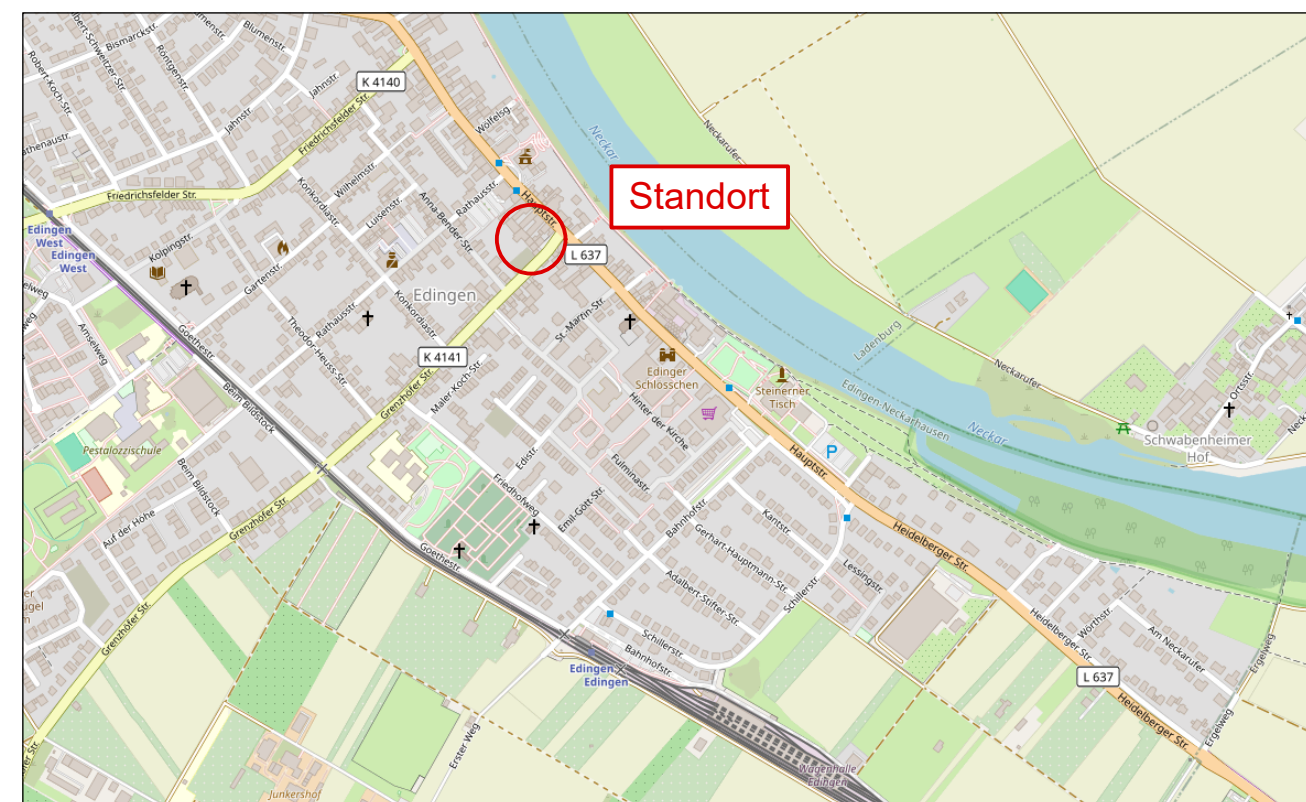 Bismarckstr.
Blumenstr.
Robert-Koch-Str.
Röntgenstr.
Jahnstr.
K 4140
Jahnstr.
Friedrichsfelder Str.
Wölfelsg.
Neckar
Neckarufer
Wilhelmstr.
Konkordiastr.
Anna-Bender-Str.
Rathausstr.
Standort
Friedrichsfelder Str.
Luisenstr.
Hauptstr.
Edingen
West
Edingen
West
Kolpingstr.
L 637
Gartenstr.
Edingen
Konkordiastr.
Amselweg
Goethestr.
Rathausstr.
Theodor-Heuss-Str.
St.-Martin-Str.
Ladenburg
Neckarufer
Ortsstr.
K 4141
Edinger
Schlösschen
Steinerner
Tisch
Edingen-Neckarhausen
Beim Bildstock
Grenzhöfer Str.
Maler-Koch-Str.
Hinter der Kirche
Neckar
Schwabenheimer
Hof
Pestalozzischule
Edistr.
P
Hauptstr.
Beim Bildstock
Fulminastr.
Friedhofweg
Emil-Gött-Str.
Bahnhofstr.
Kantstr.
Heidelberger Str.
Auf der Höhe
Grenzhöfer Str.
Gerhart-Hauptmann-Str.
Goethestr.
Lessingstr.
Adalbert-Stifter-Str.
Schillerstr.
Grenzhöfer Str.
Heidelberger Str.
Wörthstr.
Am Neckarufer
Schillerstr.
Ergelweg
Edingen
Edingen
Bahnhofstr.
L 637
Heidelberger Str.
Ergelweg
Erster Weg
Wagenhalle
Edingen
Junkershof